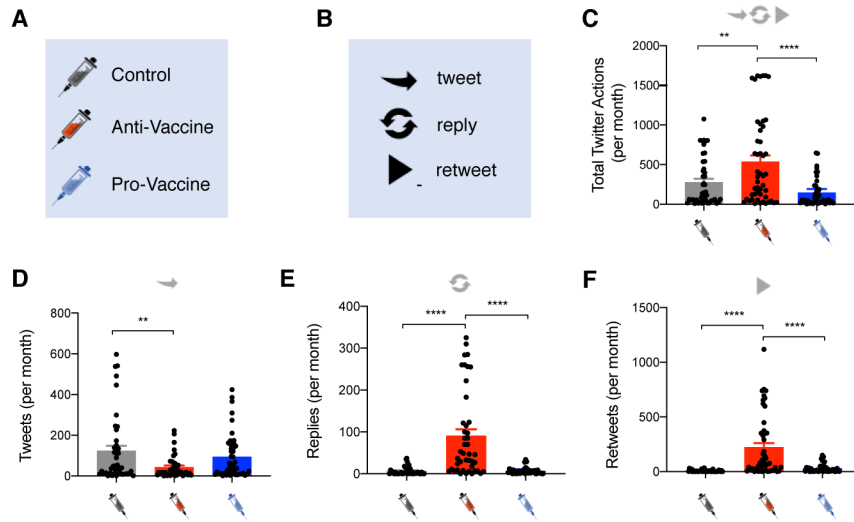 A
Control
Anti-Vaccine
Pro-Vaccine
B
tweet
reply
retweet
C
Total Twitter Actions
(per month)
2000
1500
1000
500
0
**
****
D
Tweets (per month)
800
600
400
200
0
**
E
Replies (per month)
400
300
200
100
0
****
****
F
Retweets (per month)
1500
1000
500
0
****
****